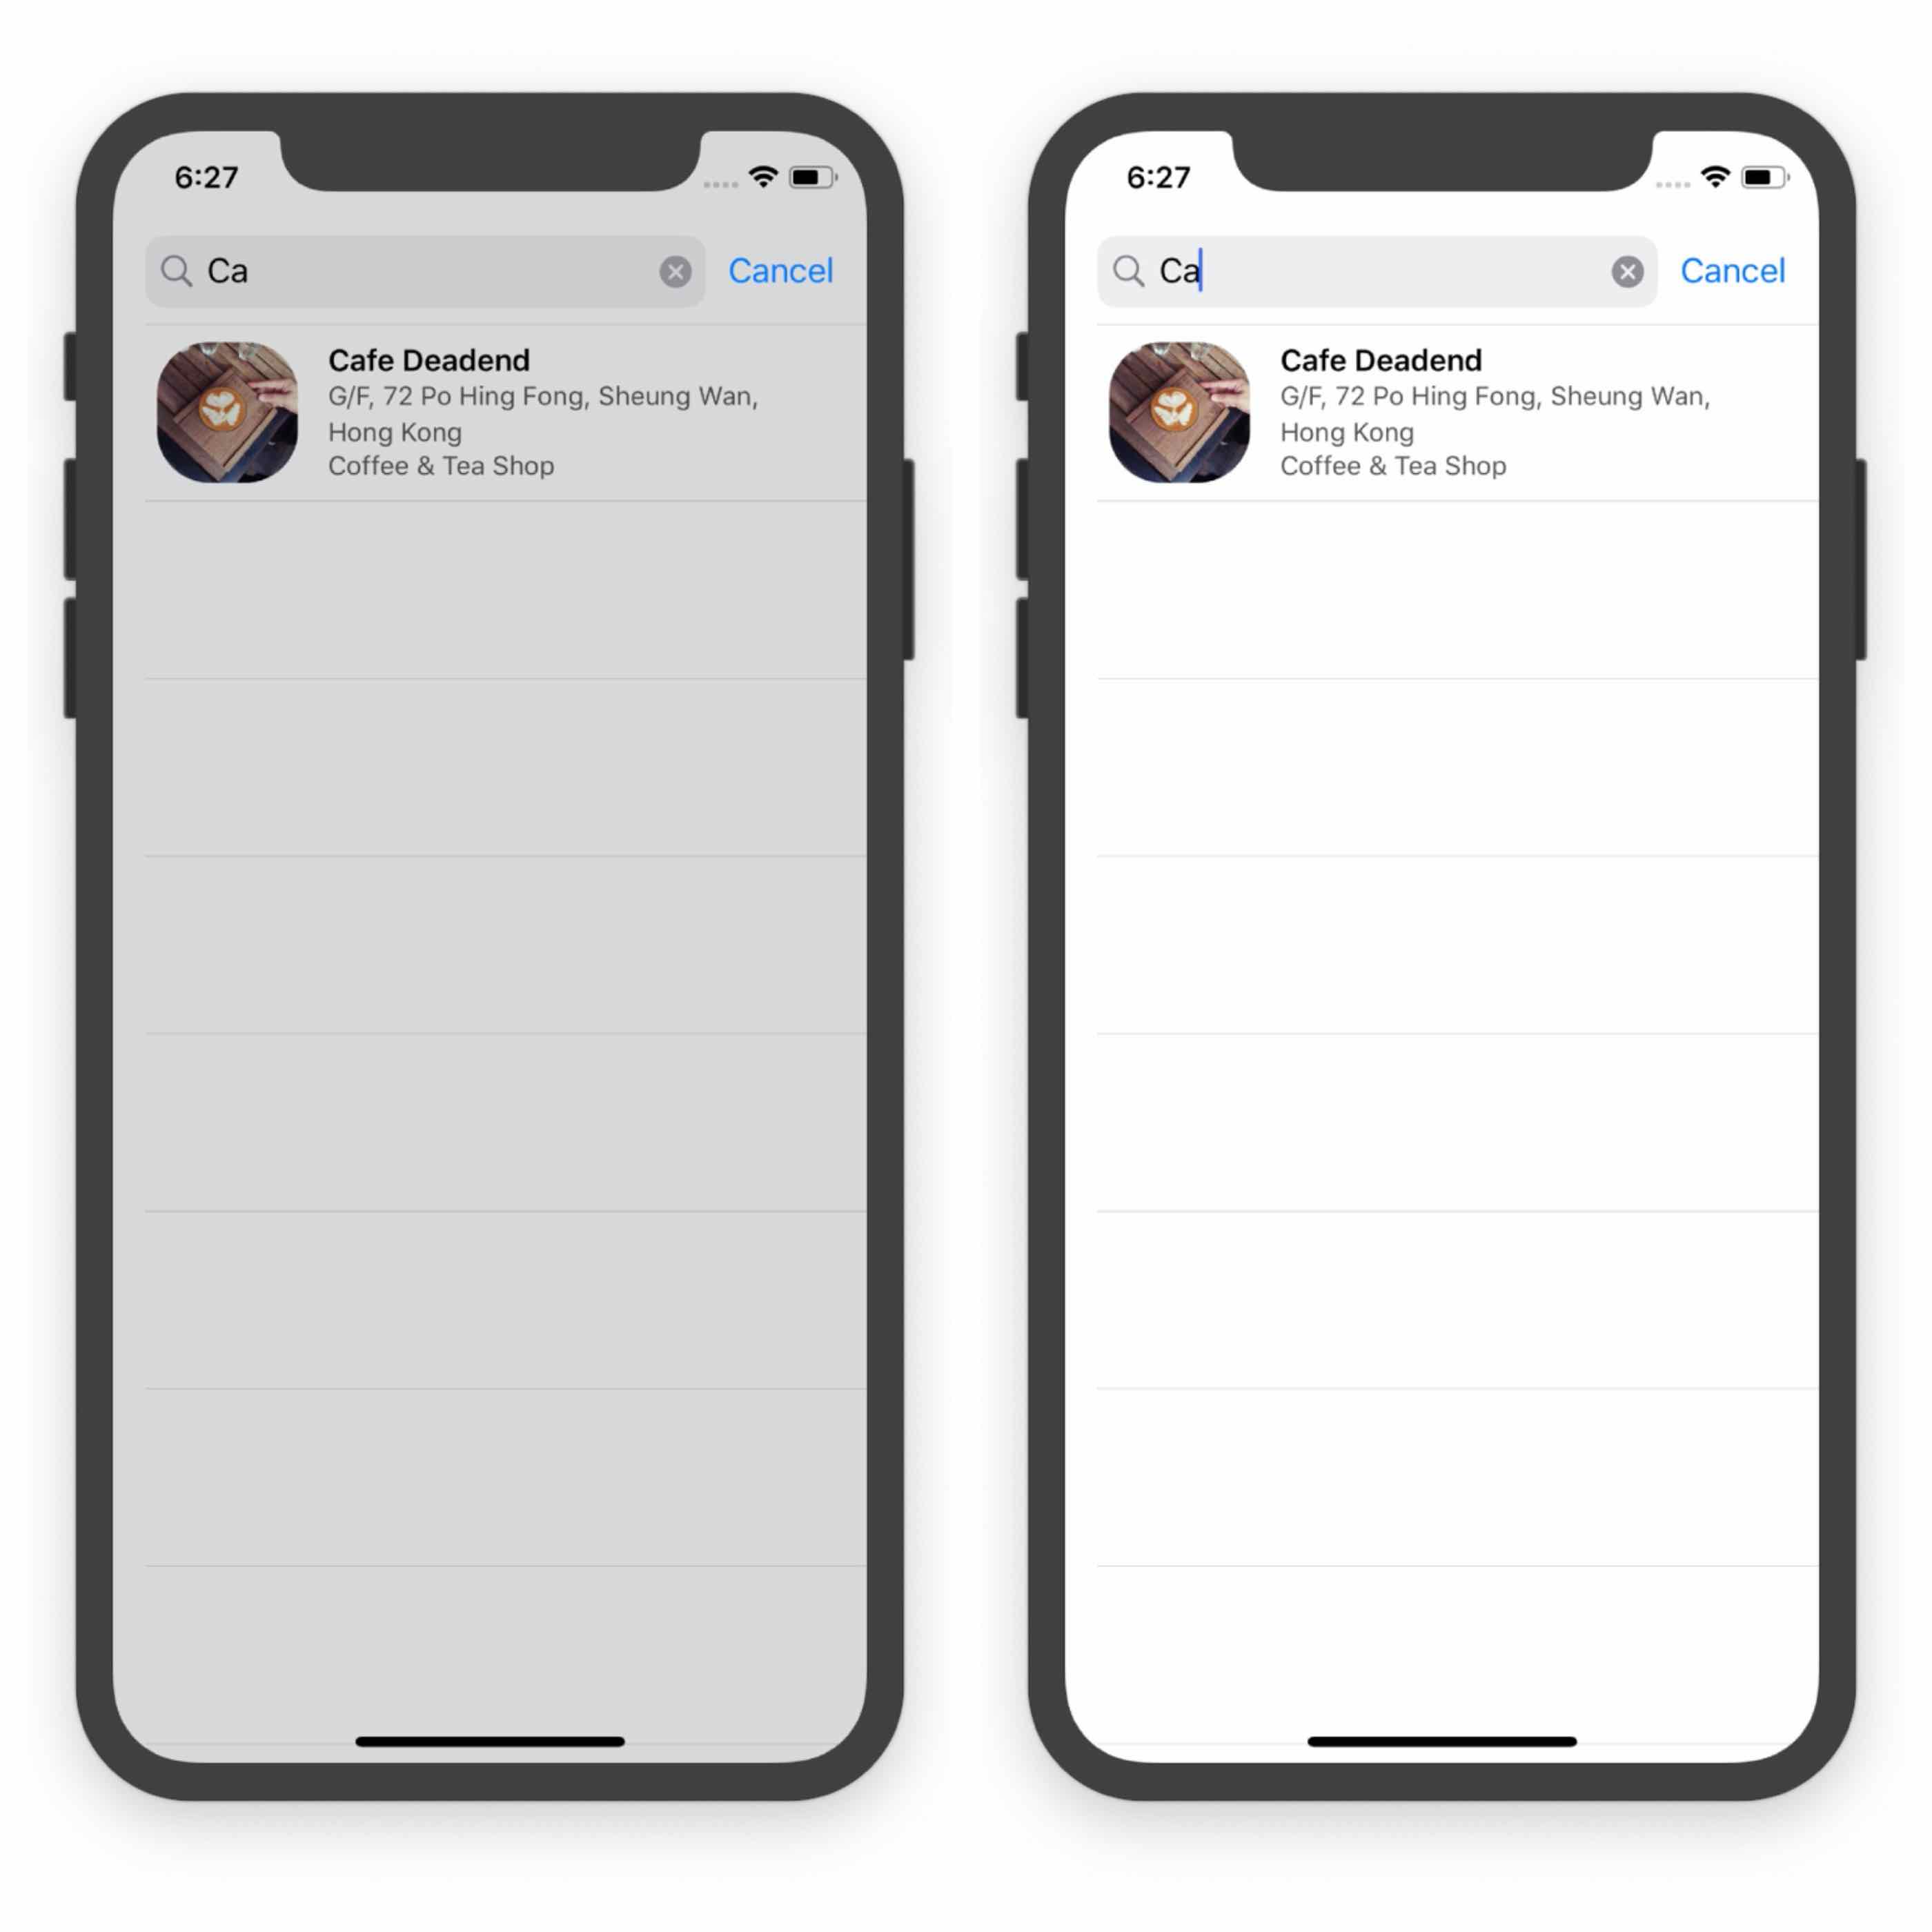 6:27
Ca
Cancel
Cafe Deadend
G/F, 72 Po Hing Fong, Sheung Wan,
Hong Kong
Coffee & Tea Shop
6:27
Ca
Cancel
Cafe Deadend
G/F, 72 Po Hing Fong, Sheung Wan,
Hong Kong
Coffee & Tea Shop